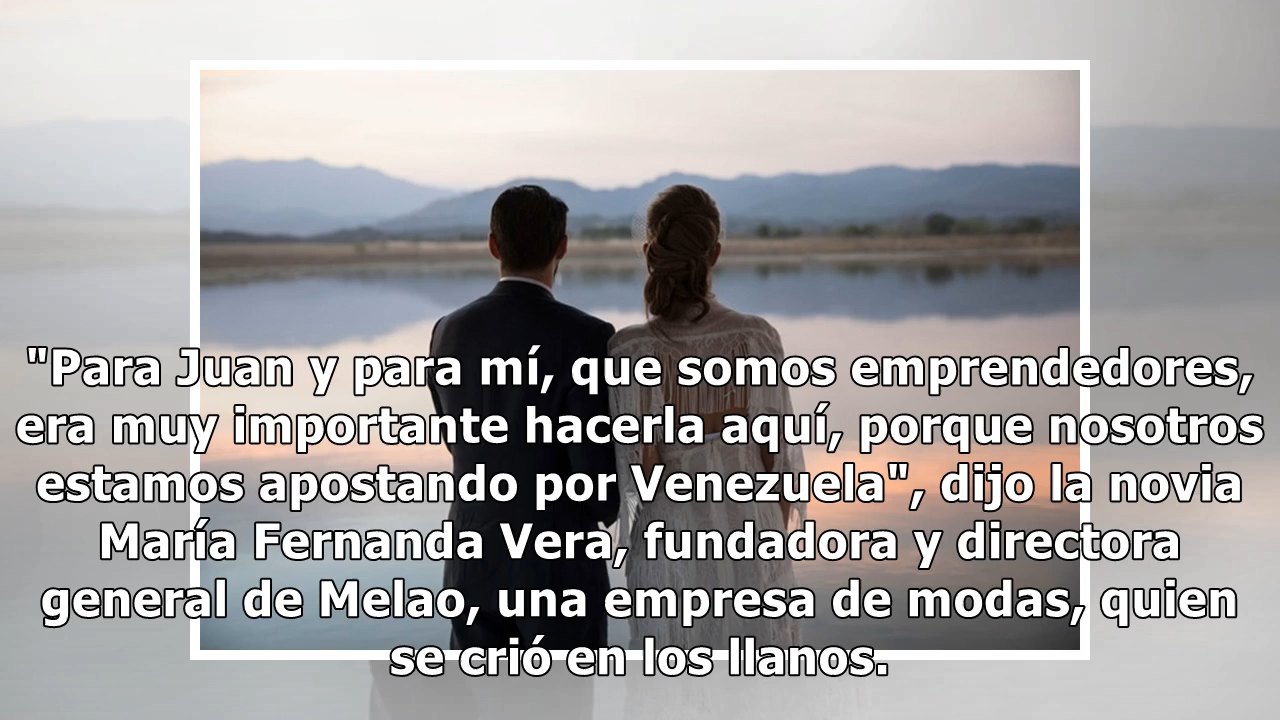 "Para Juan y para mí, que somos emprendedores,
era muy importante hacerla aquí, porque nosotros
estamos apostando por Venezuela", dijo la novia
María Fernanda Vera, fundadora y directora
general de Melao, una empresa de modas, quien
se crió en los llanos.